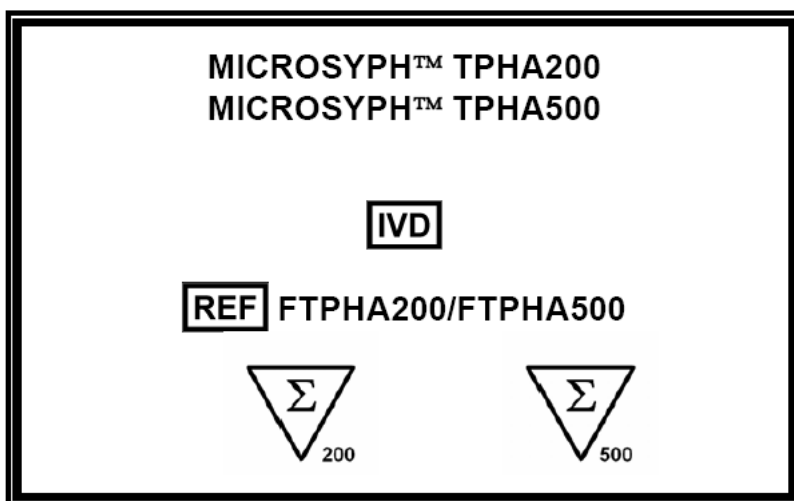 MICROSYPH™ TPHA200
MICROSYPH™ TPHA500
IVD
REF FTPHA200/FTPHA500
Σ Σ
200 500